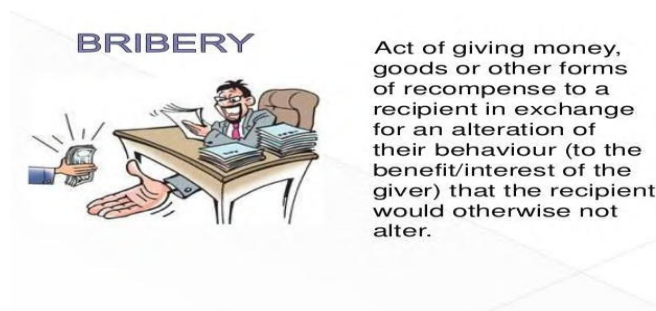 BRIBERY
Act of giving money,
goods or other forms
of recompense to a
recipient in exchange
for an alteration of
their behaviour (to the
benefit/interest of the
giver) that the recipient
would otherwise not
alter.